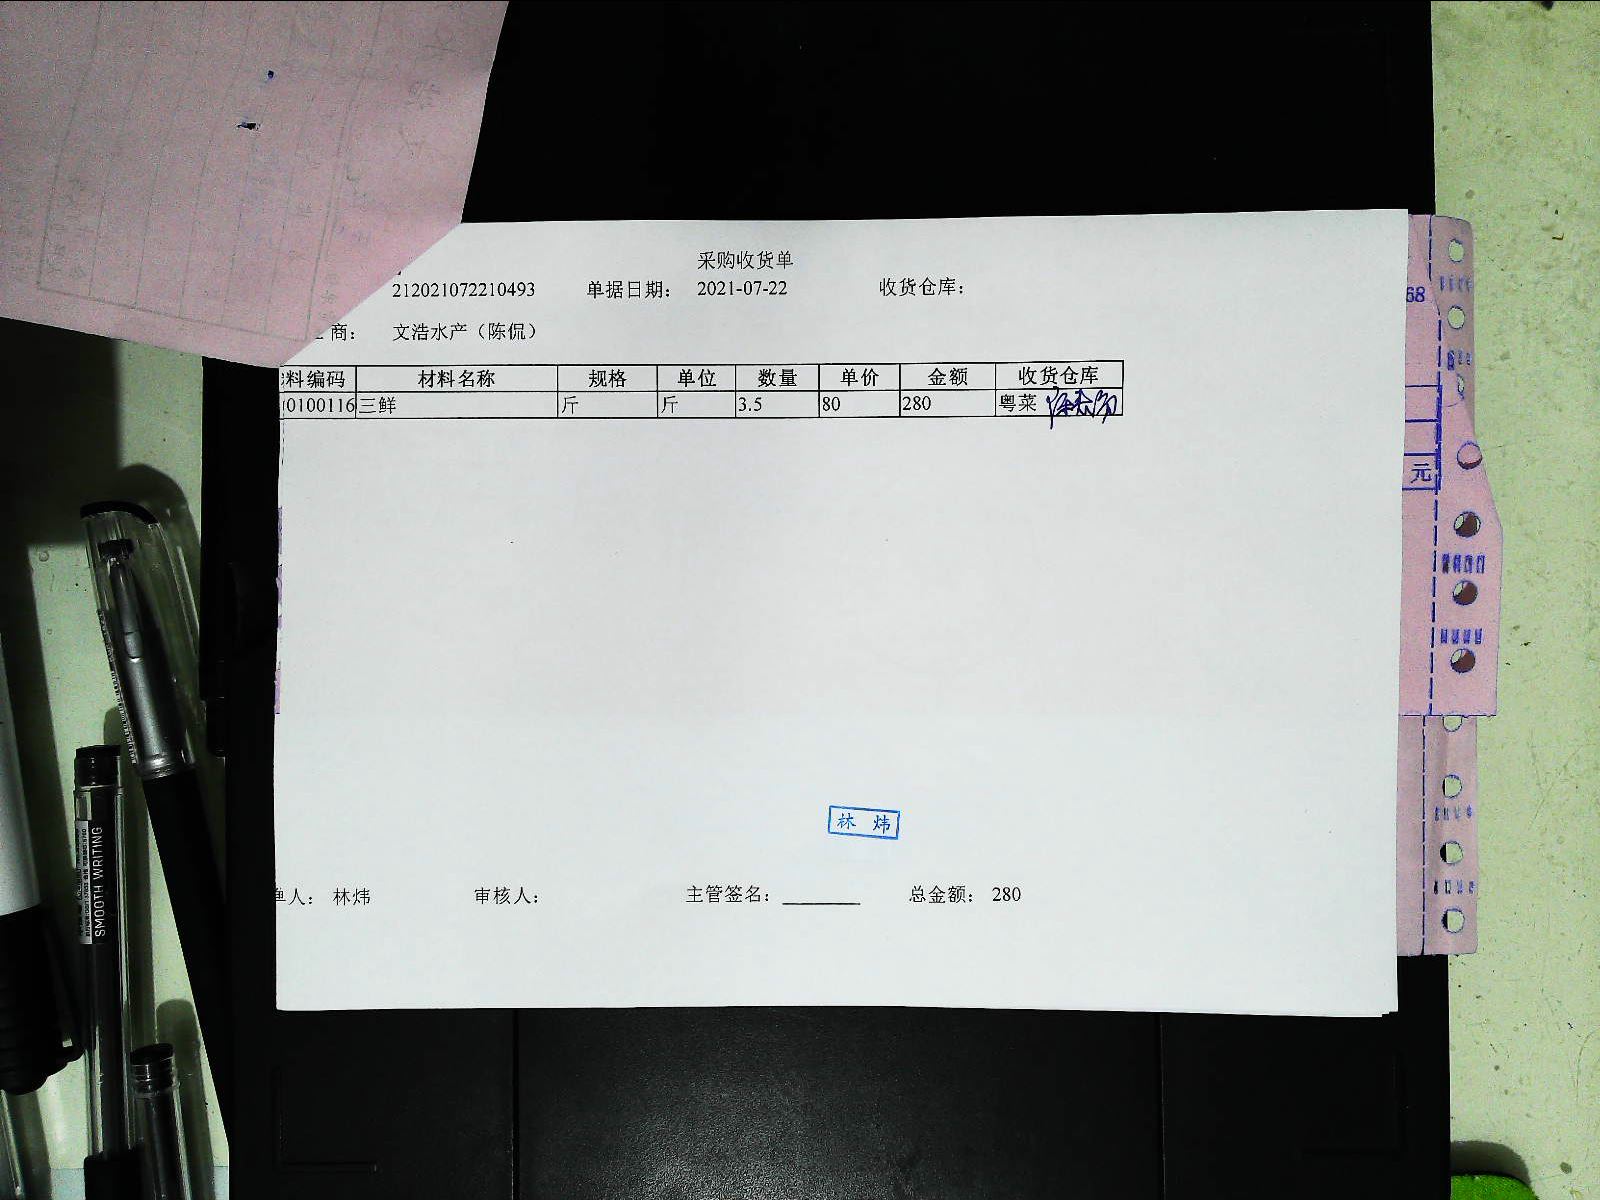 采购收货单
212021072210493 单据日期： 2021-07-22 收货仓库：
商： 文浩水产（陈侃）
料编码 材料名称 规格 单位 数量 单价 金额 收货仓库
0100116 三鲜 斤 斤 3.5 80 280 粤菜
林炜
人： 林炜 审核人： 主管签名： 总金额： 280
68
元
SMOOTH WRITING